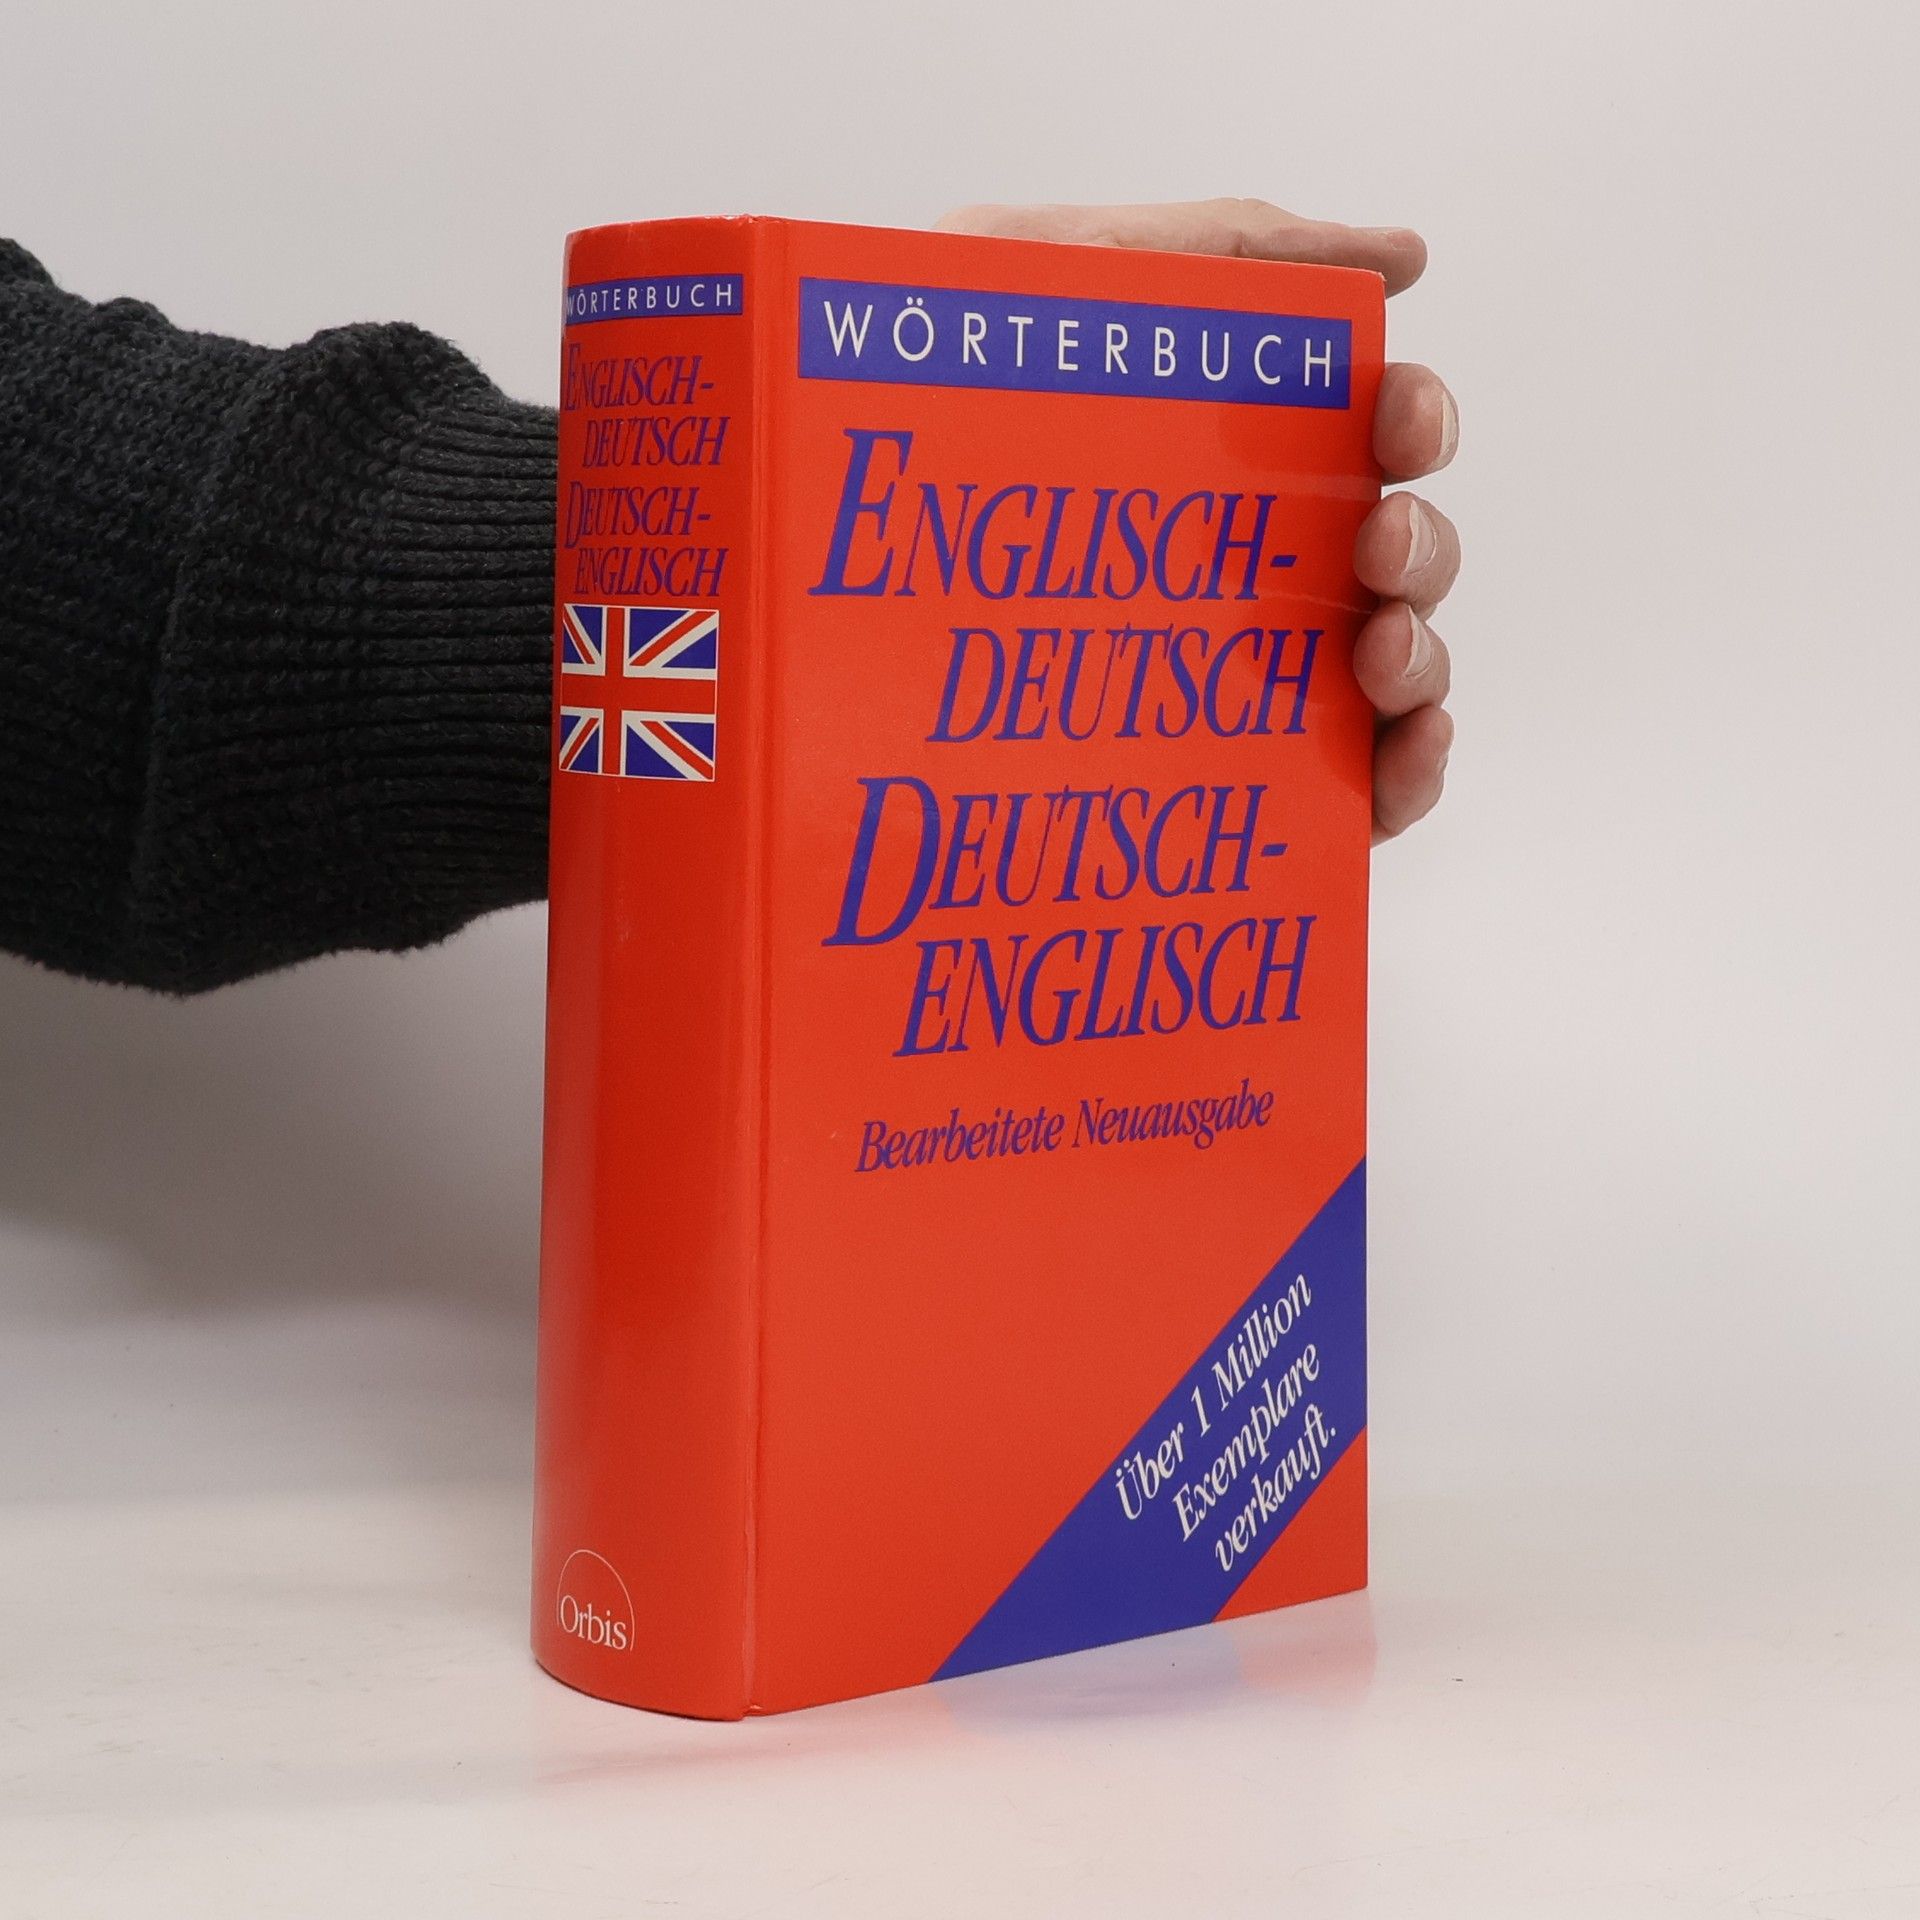 WÖRTERBUCH
ENGLISCH-
DEUTSCH
DEUTSCH-
ENGLISCH
Orbis
WÖRTERBUCH
ENGLISCH-
DEUTSCH
DEUTSCH-
ENGLISCH
Bearbeitete Neuausgabe
Über 1 Million
Exemplare
verkauft.